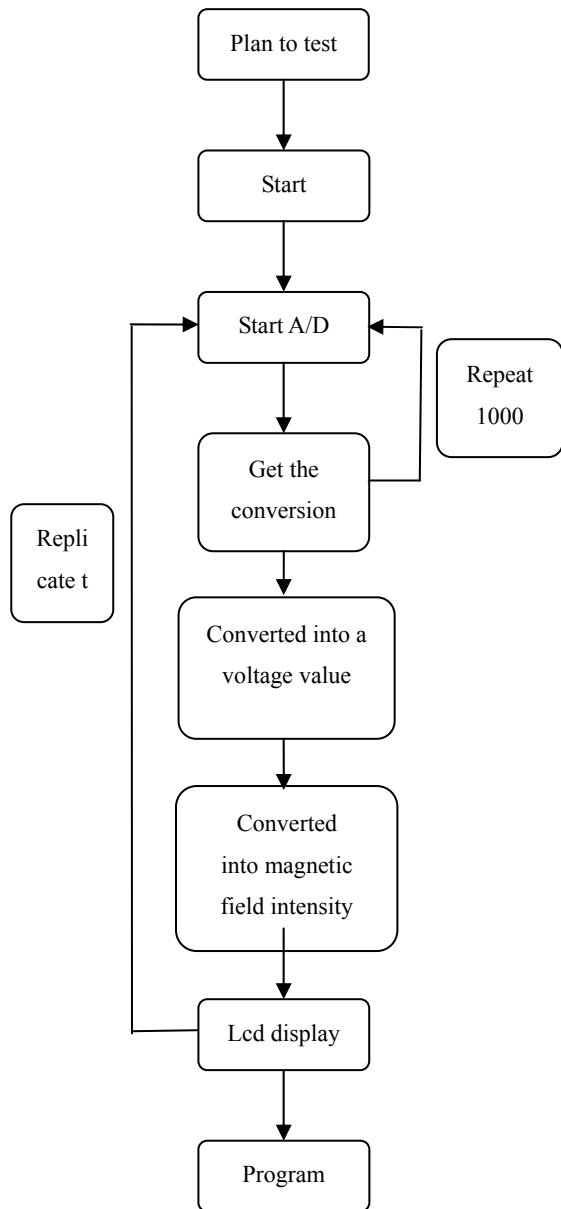 Plan to test
Start
Start A/D
Repeat
1000
Get the
conversion
Repli
cate t
Converted into a
voltage value
Converted
into magnetic
field intensity
Lcd display
Program